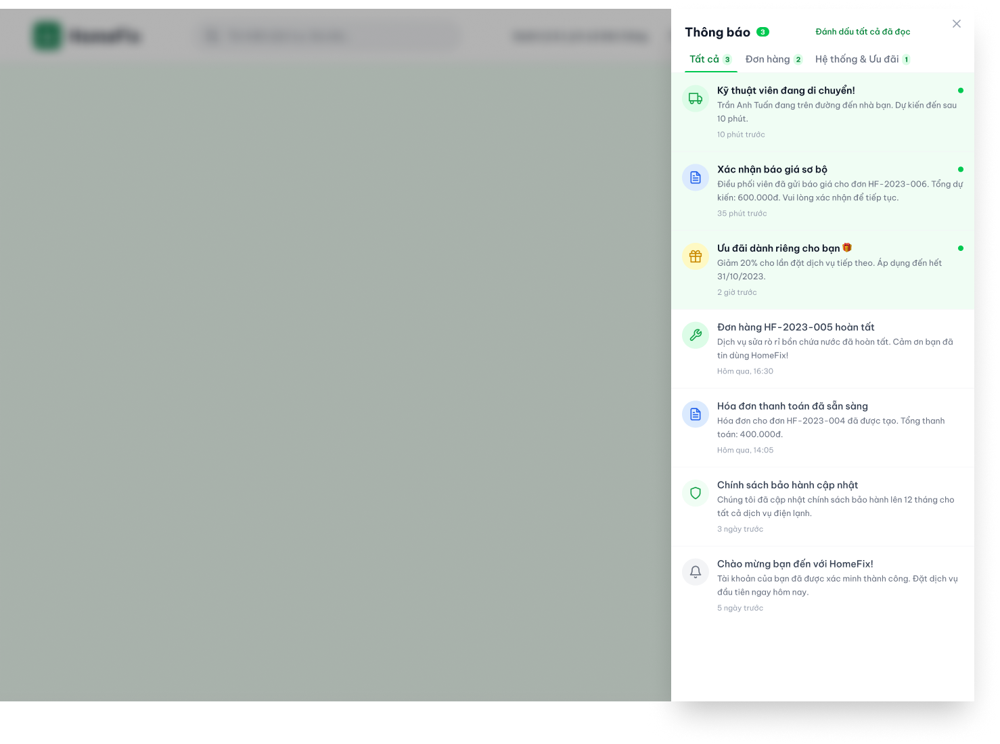 HomeFix
Thông báo 3
Đánh dấu tất cả đã đọc
Tất cả 3
Đơn hàng 2
Hệ thống & Ưu đãi 1
Kỹ thuật viên đang di chuyển!
Trần Anh Tuấn đang trên đường đến nhà bạn. Dự kiến đến sau
10 phút.
10 phút trước
Xác nhận báo giá sơ bộ
Điều phối viên đã gửi báo giá cho đơn HF-2023-006. Tổng dự
kiến: 600.000đ. Vui lòng xác nhận để tiếp tục.
35 phút trước
Ưu đãi dành riêng cho bạn 🎁
Giảm 20% cho lần đặt dịch vụ tiếp theo. Áp dụng đến hết
31/10/2023.
2 giờ trước
Đơn hàng HF-2023-005 hoàn tất
Dịch vụ sửa rò rỉ bồn chứa nước đã hoàn tất. Cảm ơn bạn đã
tin dùng HomeFix!
Hôm qua, 16:30
Hóa đơn thanh toán đã sẵn sàng
Hóa đơn cho đơn HF-2023-004 đã được tạo. Tổng thanh
toán: 400.000đ.
Hôm qua, 14:05
Chính sách bảo hành cập nhật
Chúng tôi đã cập nhật chính sách bảo hành lên 12 tháng cho
tất cả dịch vụ điện lạnh.
3 ngày trước
Chào mừng bạn đến với HomeFix!
Tài khoản của bạn đã được xác minh thành công. Đặt dịch vụ
đầu tiên ngay hôm nay.
5 ngày trước